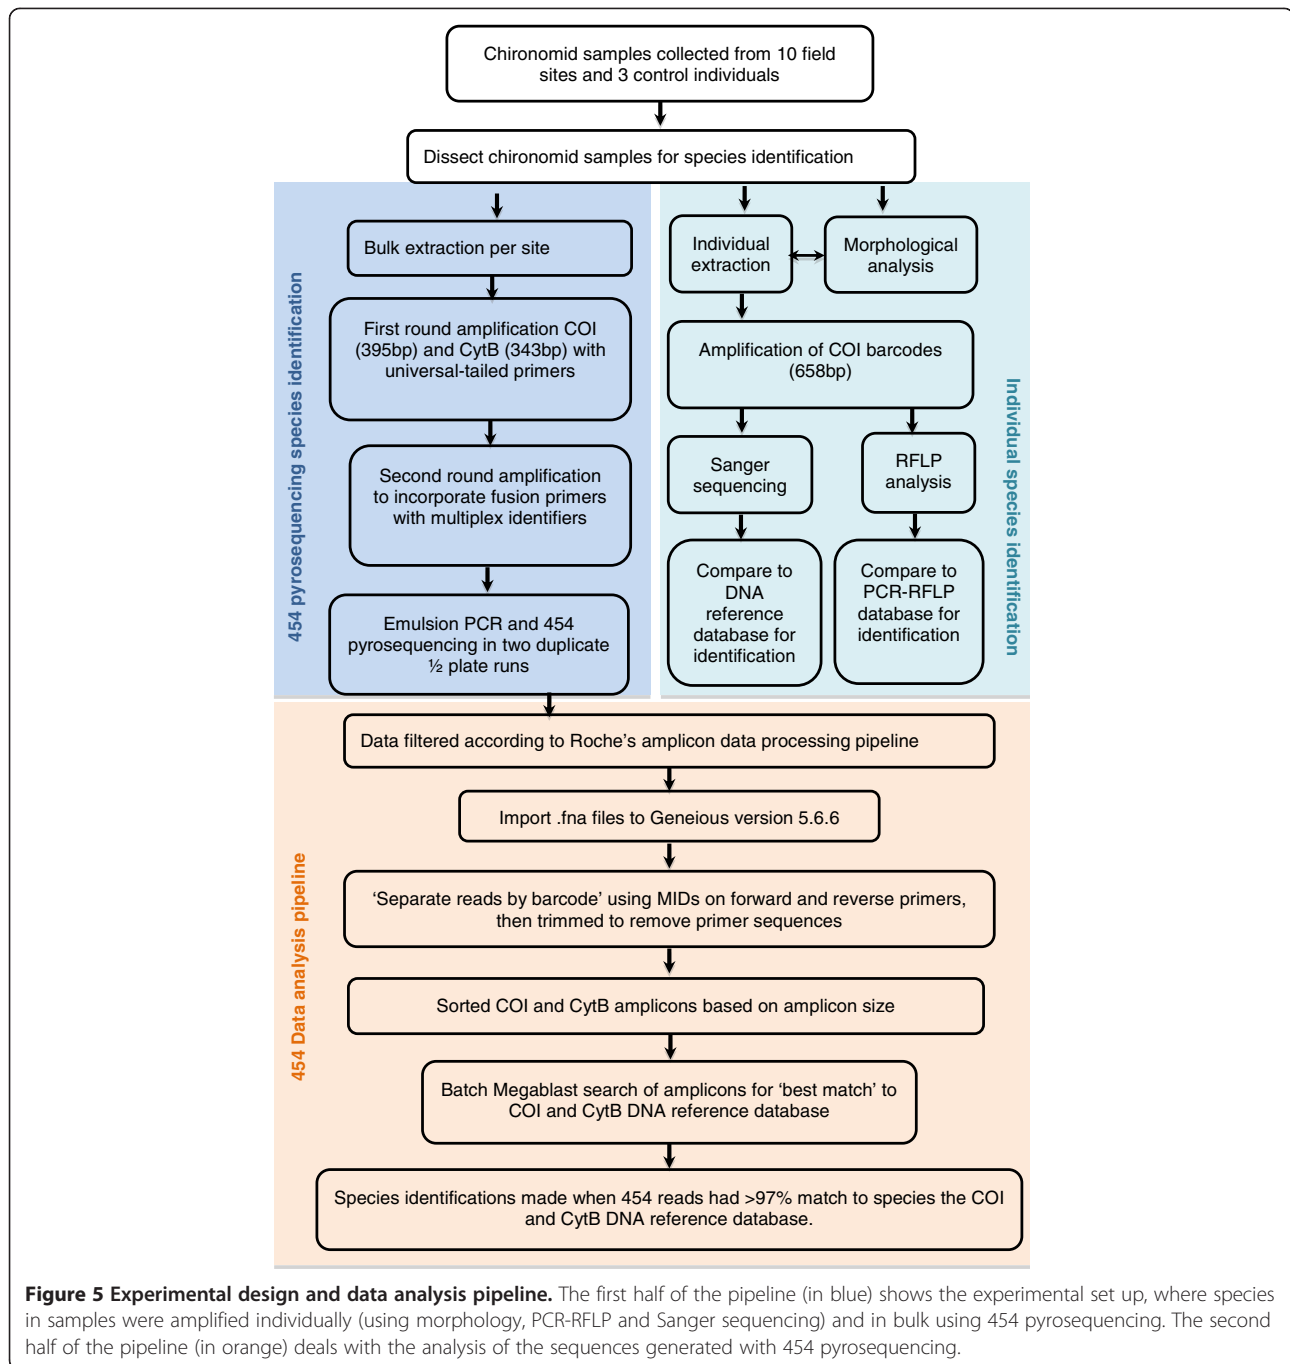 Chironomid samples collected from 10 field
sites and 3 control individuals
Dissect chironomid samples for species identification
454 pyrosequencing species identification
Bulk extraction per site
First round amplification COI
(395bp) and CytB (343bp) with
universal-tailed primers
Second round amplification
to incorporate fusion primers
with multiplex identifiers
Emulsion PCR and 454
pyrosequencing in two duplicate
½ plate runs
Individual species identification
Individual
extraction
Morphological
analysis
Amplification of COI barcodes
(658bp)
Sanger
sequencing
RFLP
analysis
Compare to
DNA
reference
database for
identification
Compare to
PCR-RFLP
database for
identification
454 Data analysis pipeline
Data filtered according to Roche’s amplicon data processing pipeline
Import .fna files to Geneious version 5.6.6
‘Separate reads by barcode’ using MIDs on forward and reverse primers,
then trimmed to remove primer sequences
Sorted COI and CytB amplicons based on amplicon size
Batch Megablast search of amplicons for ‘best match’ to
COI and CytB DNA reference database
Species identifications made when 454 reads had >97% match to species the COI
and CytB DNA reference database.
Figure 5 Experimental design and data analysis pipeline. The first half of the pipeline (in blue) shows the experimental set up, where species
in samples were amplified individually (using morphology, PCR-RFLP and Sanger sequencing) and in bulk using 454 pyrosequencing. The second
half of the pipeline (in orange) deals with the analysis of the sequences generated with 454 pyrosequencing.